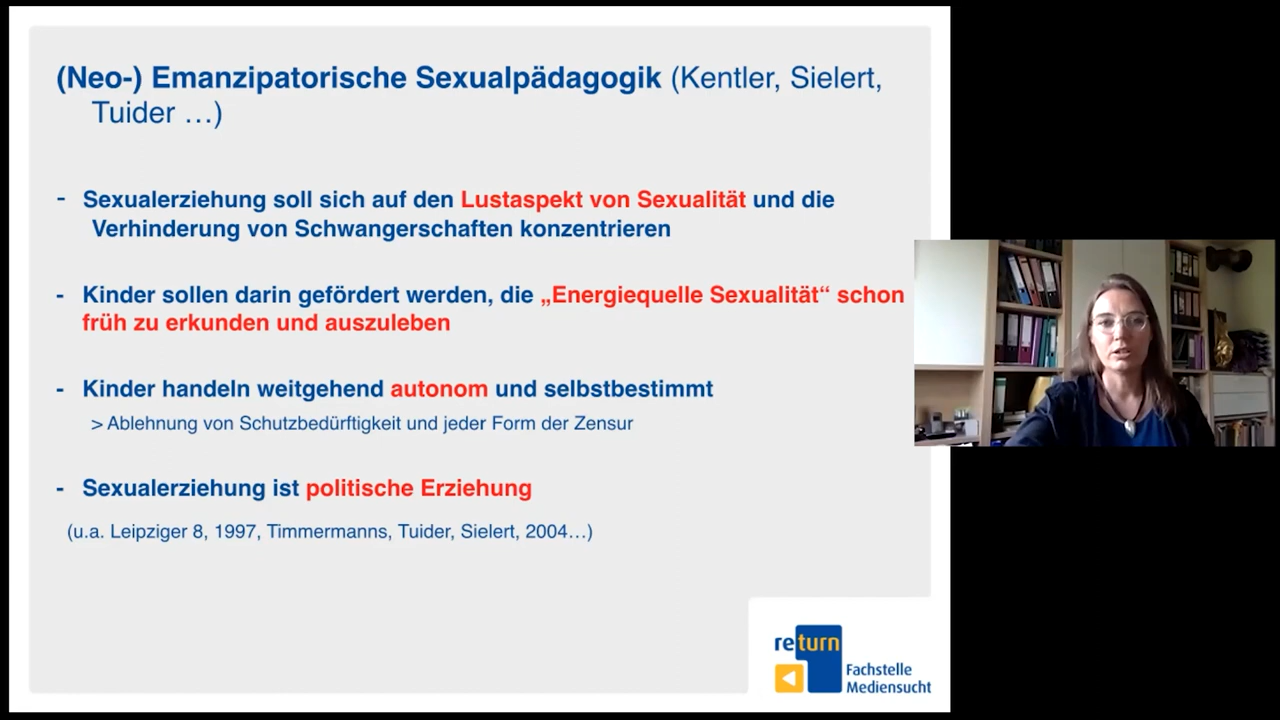 (Neo-) Emanzipatorische Sexualpädagogik (Kentler, Sielert,
Tuider …)
- Sexualerziehung soll sich auf den Lustaspekt von Sexualität und die
Verhinderung von Schwangerschaften konzentrieren
- Kinder sollen darin gefördert werden, die „Energiequelle Sexualität“ schon
früh zu erkunden und auszuleben
- Kinder handeln weitgehend autonom und selbstbestimmt
> Ablehnung von Schutzbedürftigkeit und jeder Form der Zensur
- Sexualerziehung ist politische Erziehung
(u.a. Leipziger 8, 1997, Timmermanns, Tuider, Sielert, 2004…)
return
Fachstelle
Mediensucht